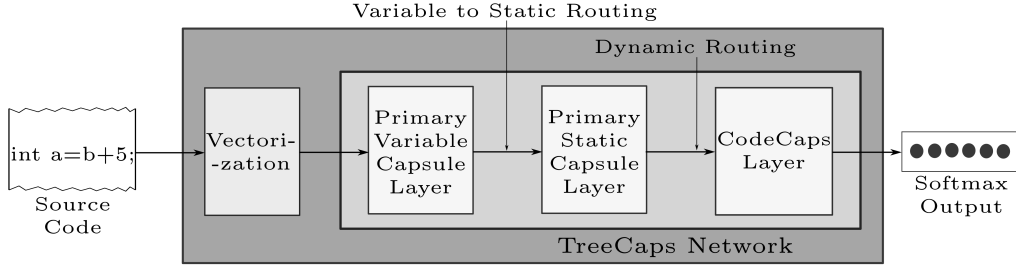 Variable to Static Routing
Dynamic Routing
int a=b+5;
Source
Code
Vectori-
-zation
Primary
Variable
Capsule
Layer
Primary
Static
Capsule
Layer
CodeCaps
Layer
Softmax
Output
TreeCaps Network